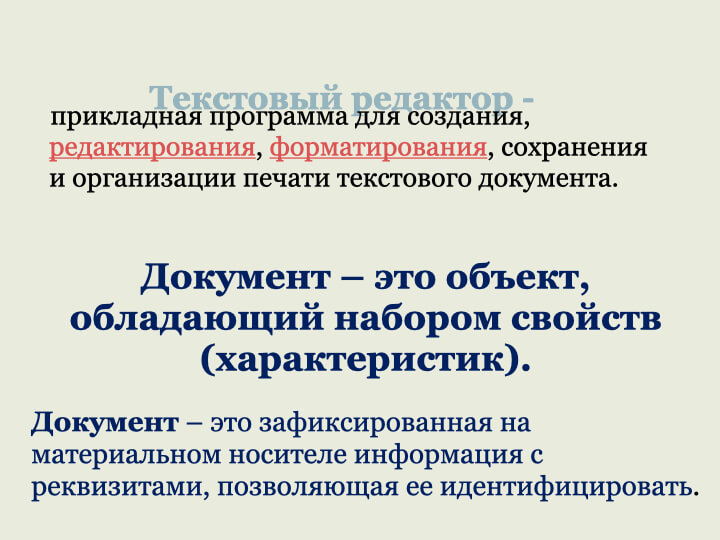 Текстовый редактор -
прикладная программа для создания,
редактирования, форматирования, сохранения
и организации печати текстового документа.
Документ – это объект,
обладающий набором свойств
(характеристик).
Документ – это зафиксированная на
материальном носителе информация с
реквизитами, позволяющая ее идентифицировать.